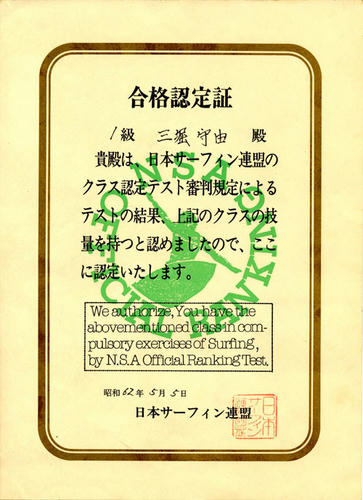 合格認定証
1級 三堀守由 殿
貴殿は、日本サーフィン連盟の
クラス認定テスト審判規定による
テストの結果、上記のクラスの技
量を持つと認めましたので、ここ
に認定いたします。
N.S.A OFFICIAL RANKING
We authorize, You have the
abovementioned class in com-
pulsory exercises of Surfing,
by N.S.A Official Ranking Test.
昭和62年5月5日
日本サーフィン連盟